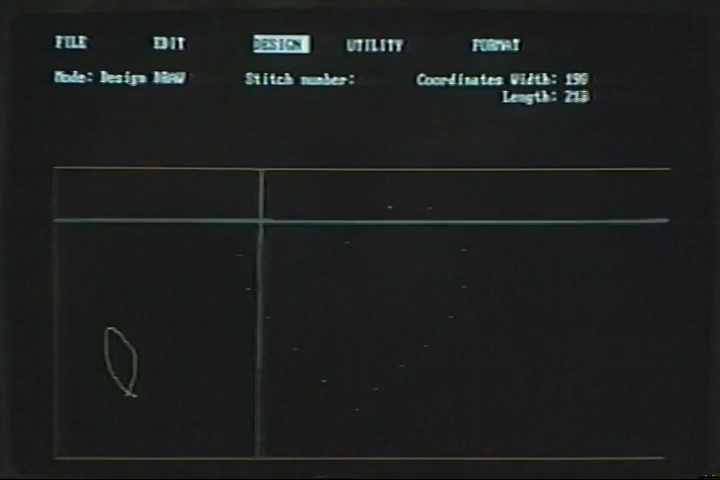 FILE EDIT DESIGN UTILITY FORMAT
Mode: Design DRAW Stitch number: Coordinates Width: 190
Length: 213